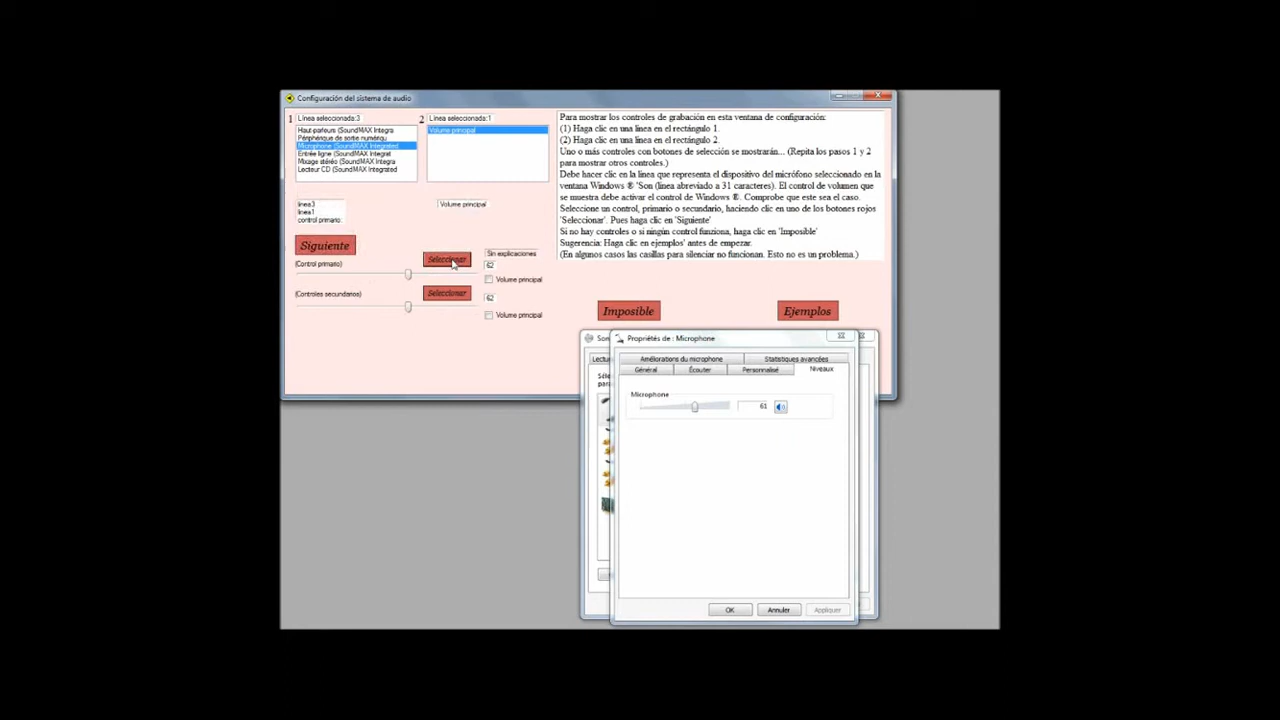 Configuración del sistema de audio
1 Línea seleccionada:3
2 Línea seleccionada:1
Haut-parleurs (SoundMAX Integra
Périphérique de sortie numériqu
Microphone (SoundMAX Integrated
Entrée ligne (SoundMAX Integrat
Mixage stéréo (SoundMAX Integra
Lecteur CD (SoundMAX Integrated
Volume principal
Para mostrar los controles de grabación en esta ventana de configuración:
(1) Haga clic en una línea en el rectángulo 1.
(2) Haga clic en una línea en el rectángulo 2.
Uno o más controles con botones de selección se mostrarán... (Repita los pasos 1 y 2
para mostrar otros controles.)
Debe hacer clic en la línea que representa el dispositivo del micrófono seleccionado en la
ventana Windows ® 'Son (línea abreviado a 31 caracteres). El control de volumen que
se muestra debe activar el control de Windows ®. Comprobe que este sea el caso.
Seleccione un control, primario o secundario, haciendo clic en uno de los botones rojos
'Seleccionar'. Pues haga clic en 'Siguiente'
Si no hay controles o si ningún control funciona, haga clic en 'Imposible'
Sugerencia: Haga clic en ejemplos' antes de empezar.
(En algunos casos las casillas para silenciar no funcionan. Esto no es un problema.)
línea3
línea1
control primario:
Volume principal
Siguiente
(Control primario)
Seleccionar
Sin explicaciones
62
Volume principal
(Controles secundarios)
Seleccionar
62
Volume principal
Imposible
Ejemplos
Son
Propriétés de : Microphone
Lectur
Améliorations du microphone
Statistiques avancées
Général
Écouter
Personnalisé
Niveaux
Séle
para
Microphone
61
OK
Annuler
Appliquer